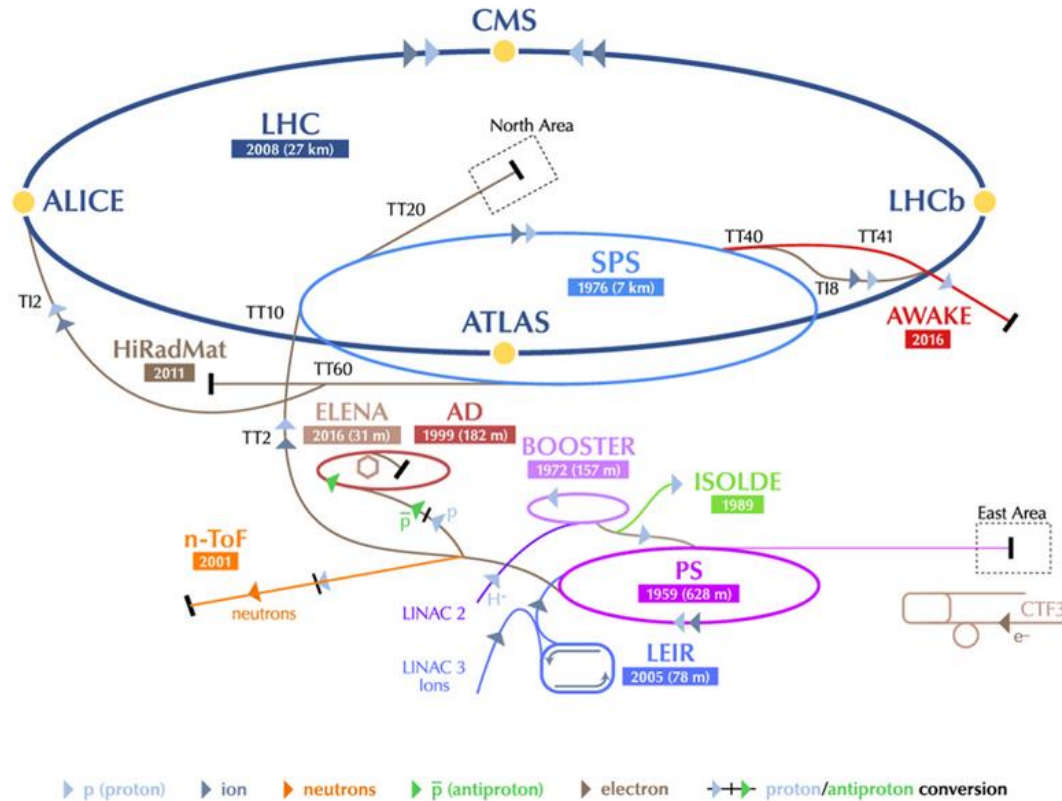 CMS
LHC
2008 (27 km)
North Area
ALICE
TT20
LHCb
TT40
TT41
SPS
1976 (7 km)
TI2
TI8
TT10
ATLAS
AWAKE
2016
HiRadMat
2011
TT60
ELENA
2016 (31 m)
AD
1999 (182 m)
TT2
BOOSTER
1972 (157 m)
ISOLDE
1989
p̅
p
East Area
n-ToF
2001
PS
1959 (628 m)
neutrons
LINAC 2
H⁺
CTF3
e–
LEIR
2005 (78 m)
LINAC 3
Ions
p (proton)
ion
neutrons
p̅ (antiproton)
electron
proton/antiproton conversion